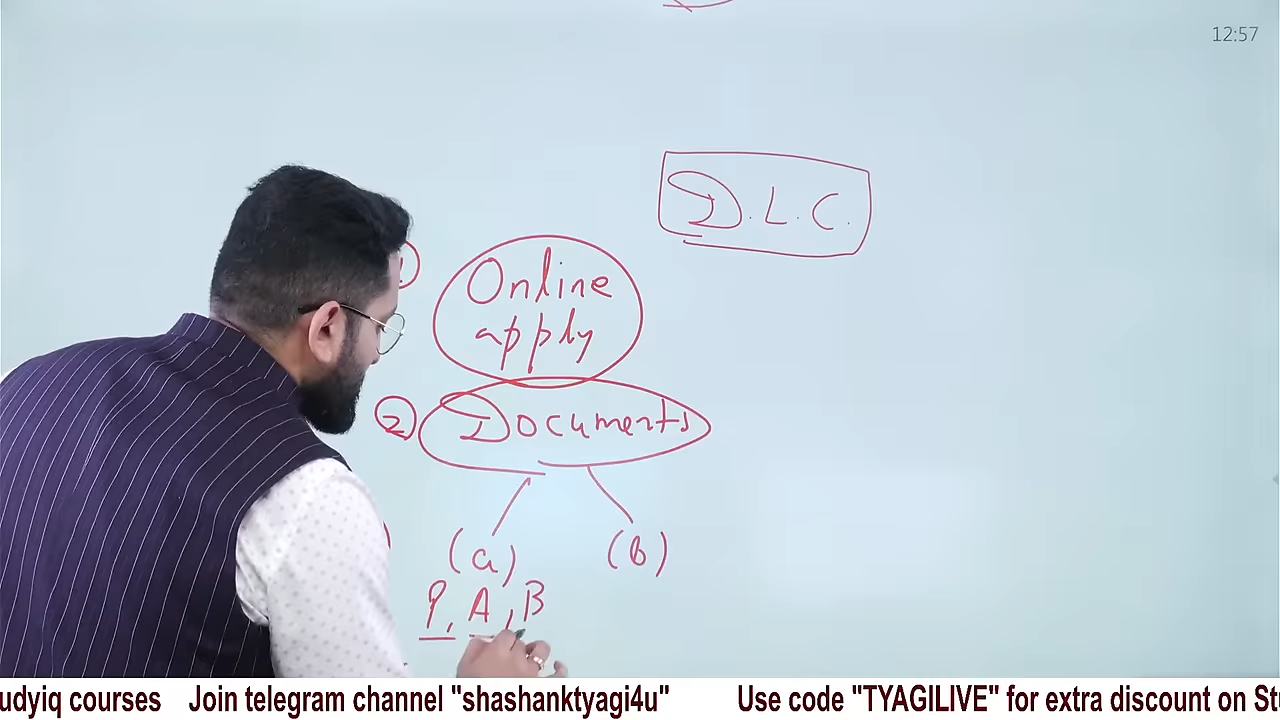 12:57
D.L.C.
Online
apply
2 Documents
(a) (B)
P, A, B
udyiq courses Join telegram channel "shashanktyagi4u" Use code "TYAGILIVE" for extra discount on St